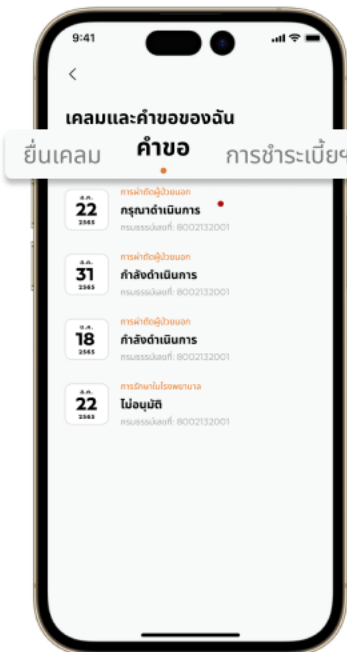 9:41
เคลมและคำขอของฉัน
ยื่นเคลม คำขอ การชำระเบี้ยฯ
การผ่าตัดผู้ป่วยนอก
22
2565
กรุณาดำเนินการ
กรมธรรม์เลขที่: 8002132001
การผ่าตัดผู้ป่วยนอก
31
2565
กำลังดำเนินการ
กรมธรรม์เลขที่: 8002132001
การผ่าตัดผู้ป่วยนอก
18
2565
กำลังดำเนินการ
กรมธรรม์เลขที่: 8002132001
การรักษาในโรงพยาบาล
22
2565
ไม่อนุมัติ
กรมธรรม์เลขที่: 8002132001